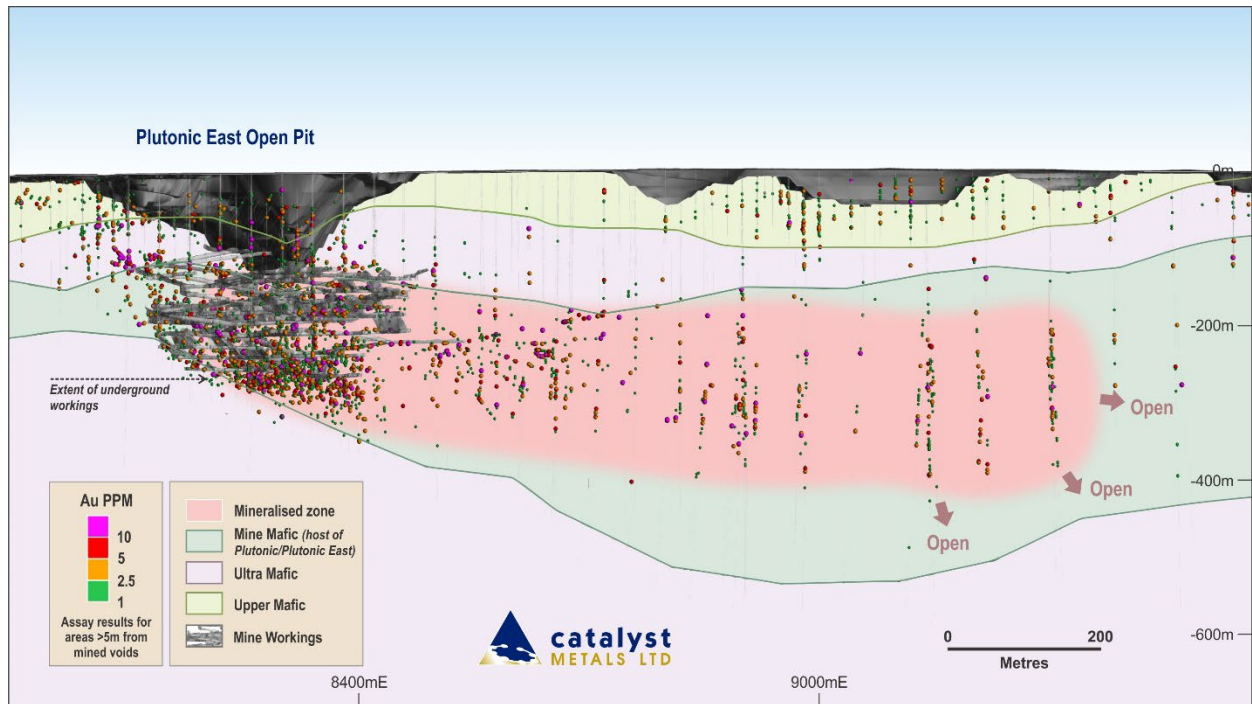 Plutonic East Open Pit
0m
-200m
Extent of underground
workings
Open
Open
Open
-400m
Au PPM
10
5
2.5
1
Assay results for
areas >5m from
mined voids
Mineralised zone
Mine Mafic (host of
Plutonic/Plutonic East)
Ultra Mafic
Upper Mafic
Mine Workings
catalyst
METALS LTD
0 200
Metres
-600m
8400mE
9000mE